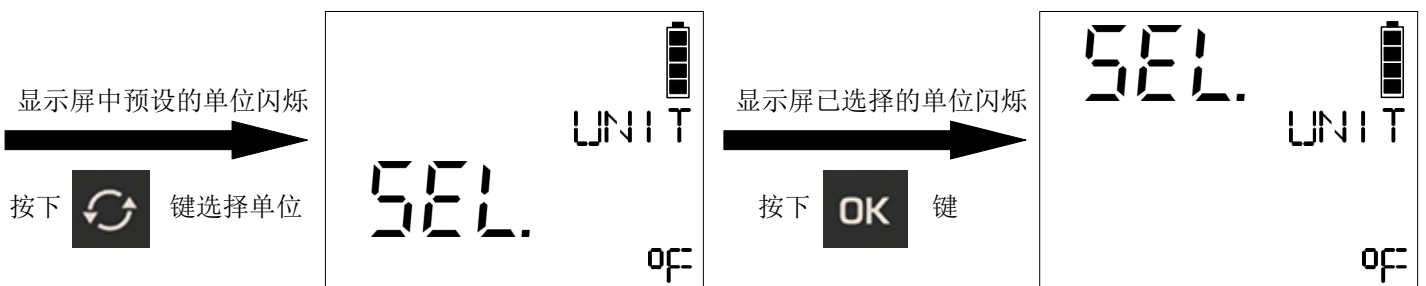 显示屏中预设的单位闪烁
按下 键选择单位
UNIT
SEL.
°F
显示屏已选择的单位闪烁
按下 OK 键
SEL.
UNIT
°F